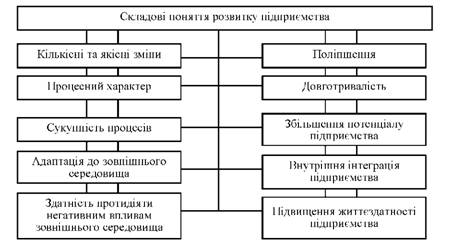 Складові поняття розвитку підприємства
Кількісні та якісні зміни
Поліпшення
Процесний характер
Довготривалість
Сукупність процесів
Збільшення потенціалу
підприємства
Адаптація до зовнішнього
середовища
Внутрішня інтеграція
підприємства
Здатність протидіяти
негативним впливам
зовнішнього середовища
Підвищення життєздатності
підприємства